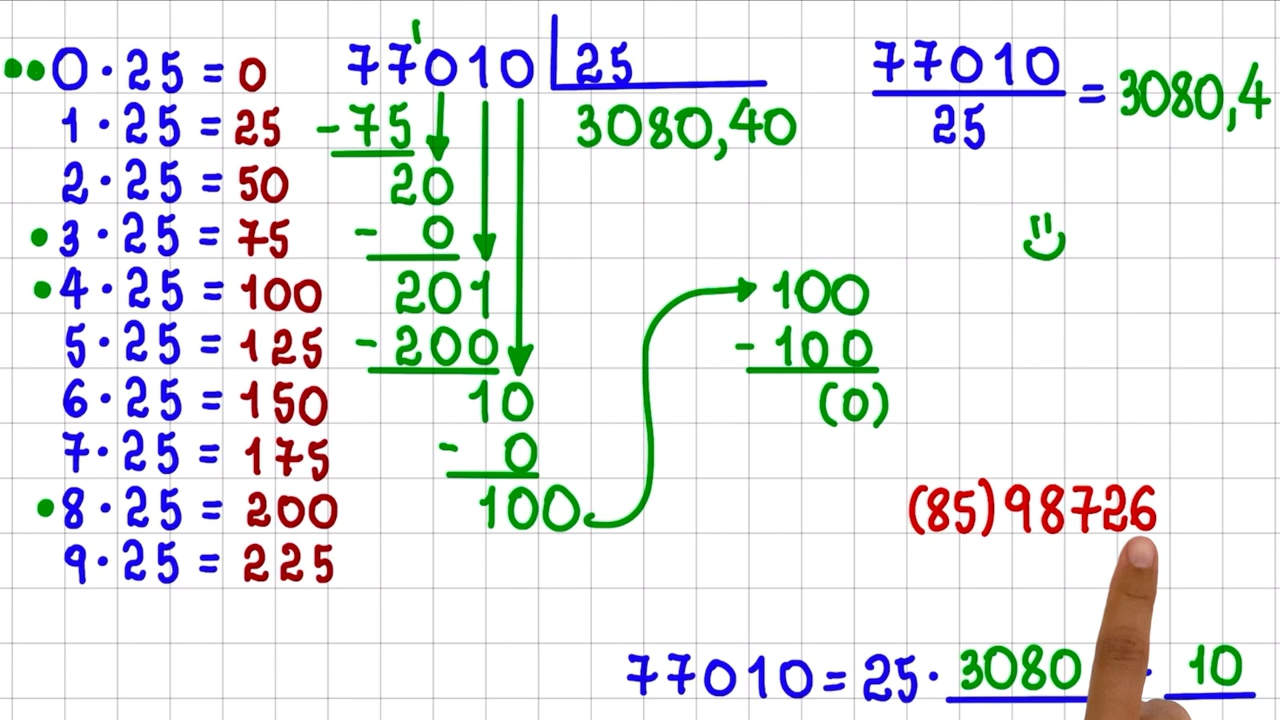 0 · 25 = 0
1 · 25 = 25
2 · 25 = 50
3 · 25 = 75
4 · 25 = 100
5 · 25 = 125
6 · 25 = 150
7 · 25 = 175
8 · 25 = 200
9 · 25 = 225
77010 25
- 75 3080,40
20
- 0
201
- 200
10
- 0
100
100
- 100
(0)
77010
25
= 3080,4
(85)98726
77010 = 25 · 3080 10